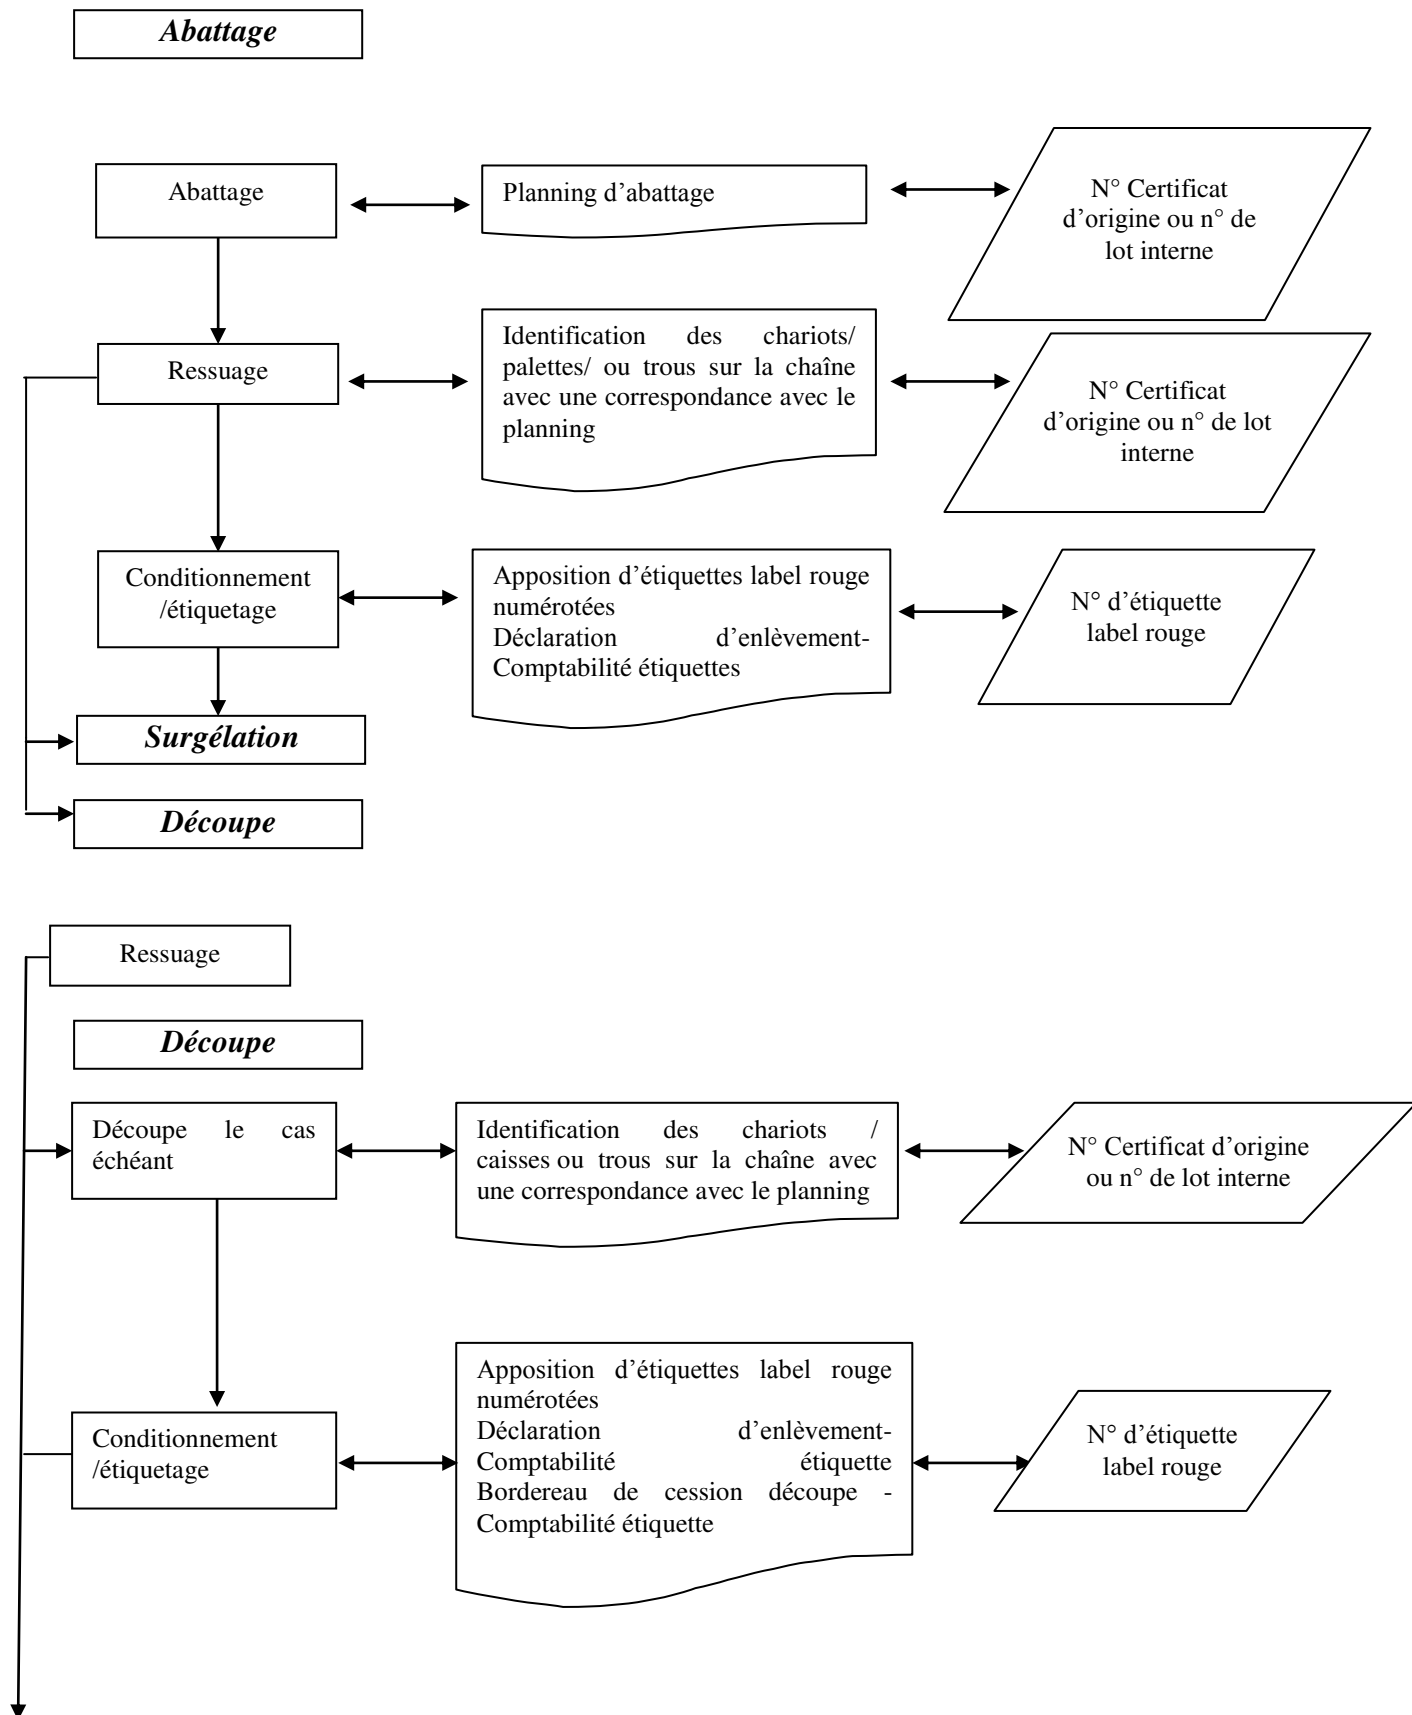 Abattage
Abattage
Planning d’abattage
N° Certificat
d’origine ou n° de
lot interne
Ressuage
Identification des chariots/
palettes/ ou trous sur la chaîne
avec une correspondance avec le
planning
N° Certificat
d’origine ou n° de lot
interne
Conditionnement
/étiquetage
Apposition d’étiquettes label rouge
numérotées
Déclaration d’enlèvement-
Comptabilité étiquettes
N° d’étiquette
label rouge
Surgélation
Découpe
Ressuage
Découpe
Découpe le cas
échéant
Identification des chariots /
caisses ou trous sur la chaîne avec
une correspondance avec le planning
N° Certificat d’origine
ou n° de lot interne
Conditionnement
/étiquetage
Apposition d’étiquettes label rouge
numérotées
Déclaration d’enlèvement-
Comptabilité étiquette
Bordereau de cession découpe -
Comptabilité étiquette
N° d’étiquette
label rouge